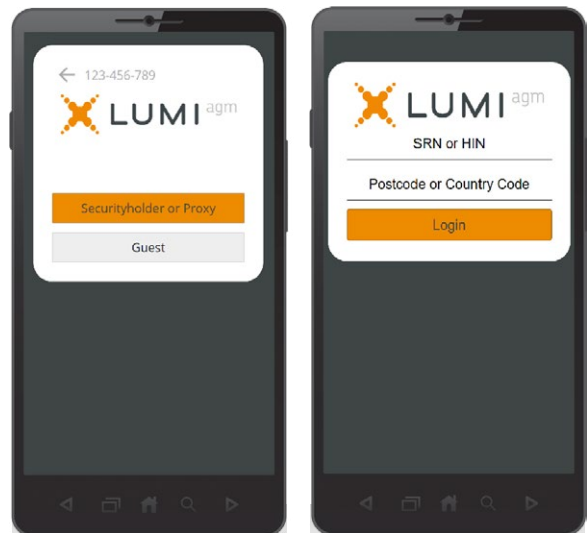 123-456-789
LUMI agm
Securityholder or Proxy
Guest
LUMI agm
SRN or HIN
Postcode or Country Code
Login